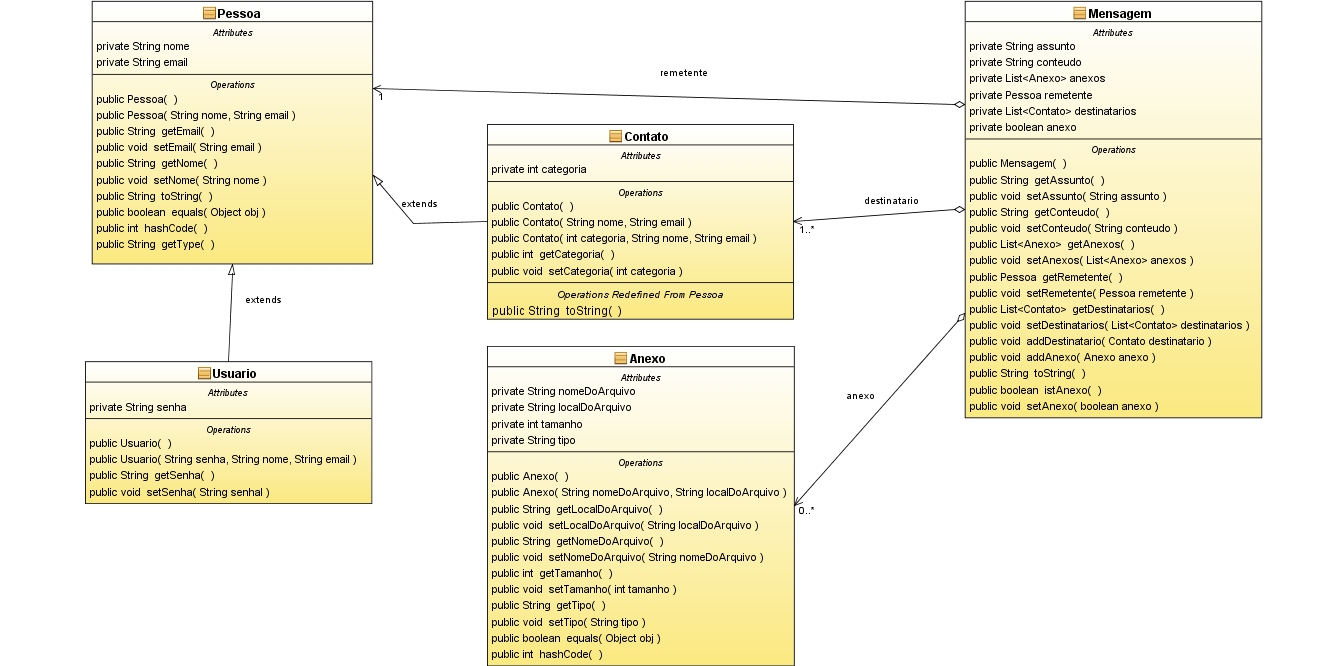 Pessoa
Attributes
private String nome
private String email
Operations
public Pessoa( )
public Pessoa( String nome, String email )
public String getEmail( )
public void setEmail( String email )
public String getNome( )
public void setNome( String nome )
public String toString( )
public boolean equals( Object obj )
public int hashCode( )
public String getType( )
remetente
1
extends
extends
Usuario
Attributes
private String senha
Operations
public Usuario( )
public Usuario( String senha, String nome, String email )
public String getSenha( )
public void setSenha( String senhal )
Contato
Attributes
private int categoria
Operations
public Contato( )
public Contato( String nome, String email )
public Contato( int categoria, String nome, String email )
public int getCategoria( )
public void setCategoria( int categoria )
Operations Redefined From Pessoa
public String toString( )
destinatario
1..*
Anexo
Attributes
private String nomeDoArquivo
private String localDoArquivo
private int tamanho
private String tipo
Operations
public Anexo( )
public Anexo( String nomeDoArquivo, String localDoArquivo )
public String getLocalDoArquivo( )
public void setLocalDoArquivo( String localDoArquivo )
public String getNomeDoArquivo( )
public void setNomeDoArquivo( String nomeDoArquivo )
public int getTamanho( )
public void setTamanho( int tamanho )
public String getTipo( )
public void setTipo( String tipo )
public boolean equals( Object obj )
public int hashCode( )
anexo
0..*
Mensagem
Attributes
private String assunto
private String conteudo
private List<Anexo> anexos
private Pessoa remetente
private List<Contato> destinatarios
private boolean anexo
Operations
public Mensagem( )
public String getAssunto( )
public void setAssunto( String assunto )
public String getConteudo( )
public void setConteudo( String conteudo )
public List<Anexo> getAnexos( )
public void setAnexos( List<Anexo> anexos )
public Pessoa getRemetente( )
public void setRemetente( Pessoa remetente )
public List<Contato> getDestinatarios( )
public void setDestinatarios( List<Contato> destinatarios )
public void addDestinatario( Contato destinatario )
public void addAnexo( Anexo anexo )
public String toString( )
public boolean istAnexo( )
public void setAnexo( boolean anexo )